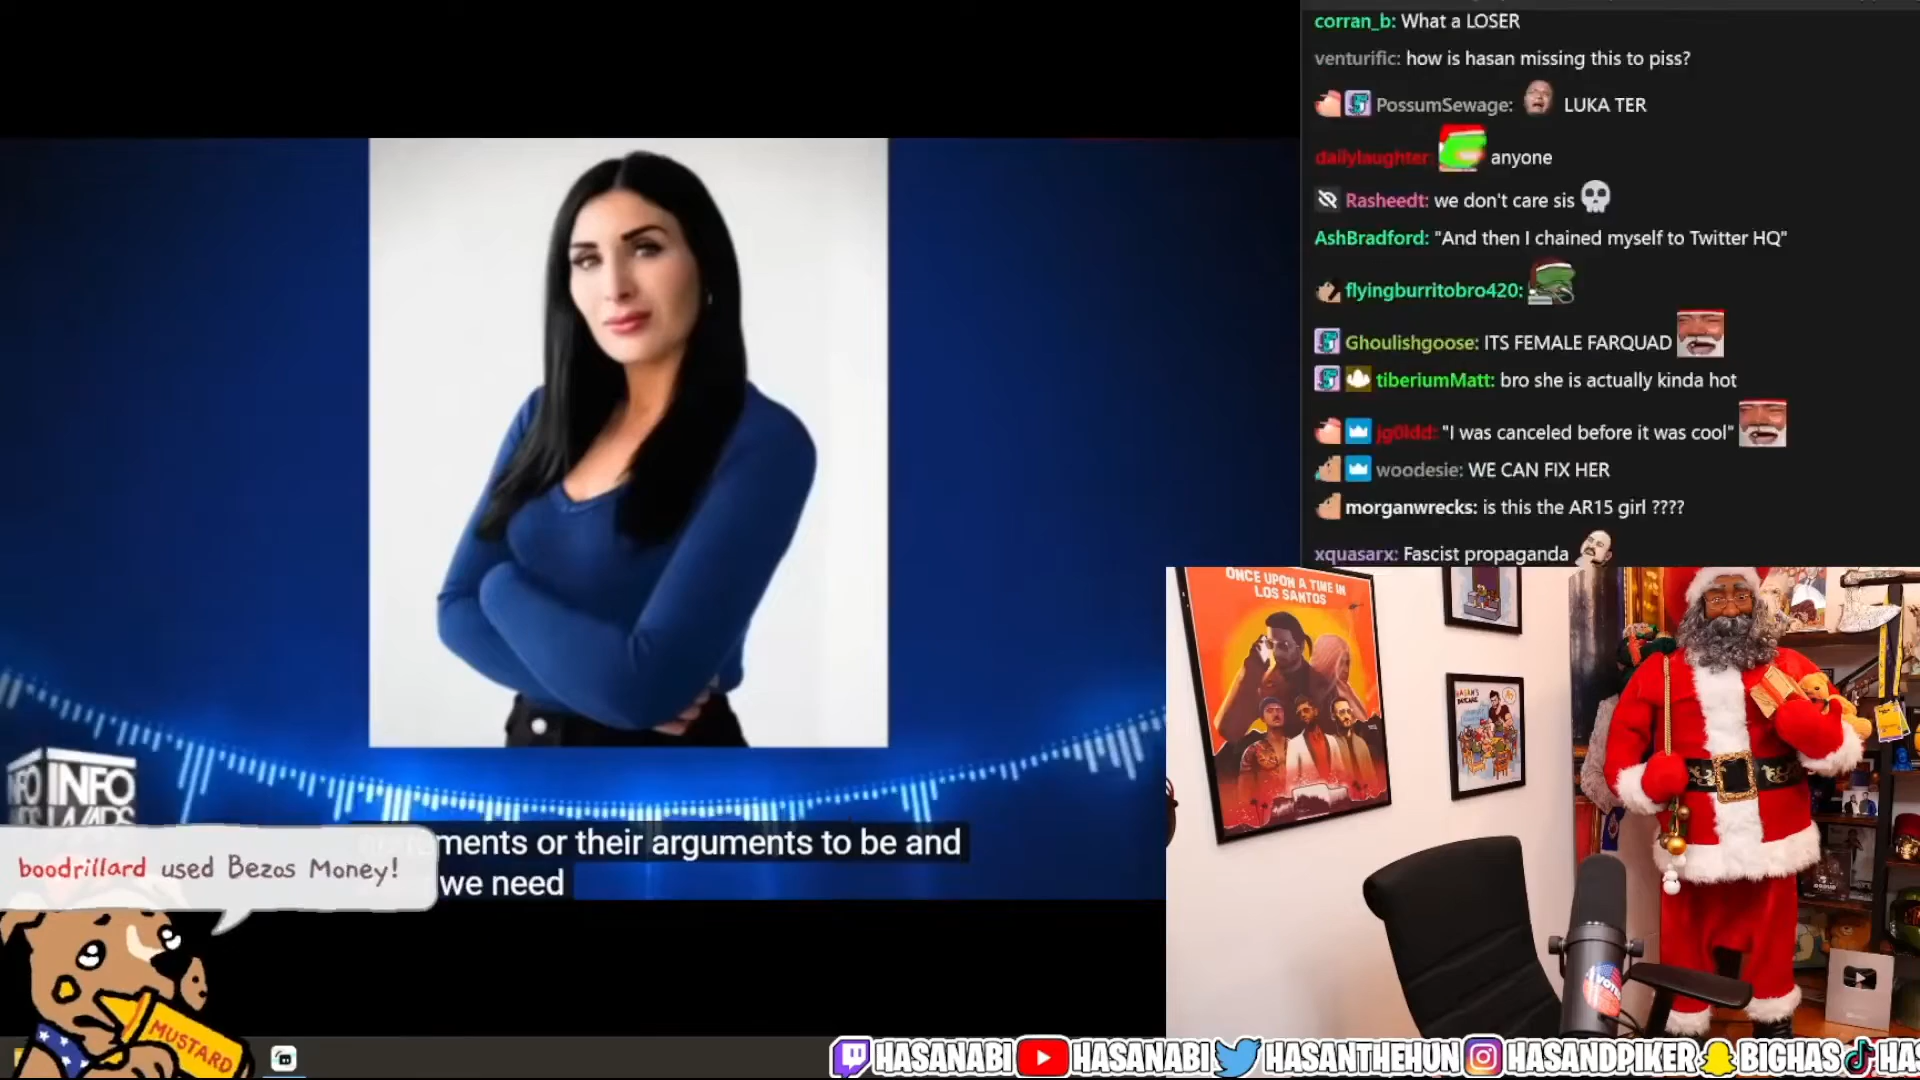 corran_b: What a LOSER
venturific: how is hasan missing this to piss?
PossumSewage: LUKA TER
dailylaughter: anyone
Rasheedt: we don't care sis
AshBradford: "And then I chained myself to Twitter HQ"
flyingburritobro420:
Ghoulishgoose: ITS FEMALE FARQUAD
tiberiumMatt: bro she is actually kinda hot
jg0ldd: "I was canceled before it was cool"
woodesie: WE CAN FIX HER
morganwrecks: is this the AR15 girl ????
xquasarx: Fascist propaganda
INFO
WARS
ments or their arguments to be and
we need
boodrillard used Bezos Money!
MUSTARD
ONCE UPON A TIME IN
LOS SANTOS
HASANABI HASANABI HASANTHEHUN HASANDPIKER BIGHAS HAS